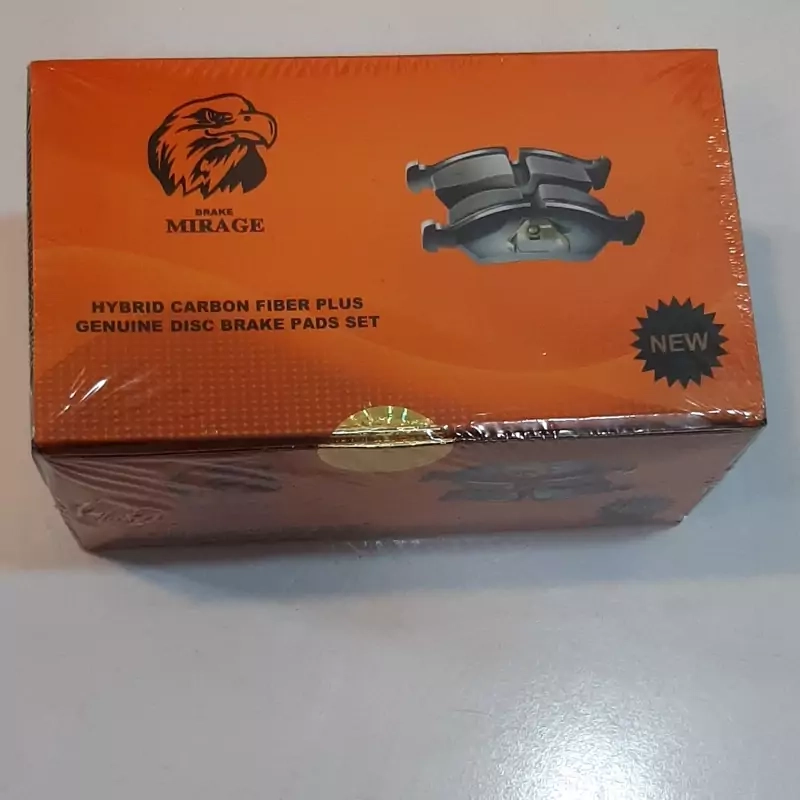 BRAKE
MIRAGE
HYBRID CARBON FIBER PLUS
GENUINE DISC BRAKE PADS SET
NEW